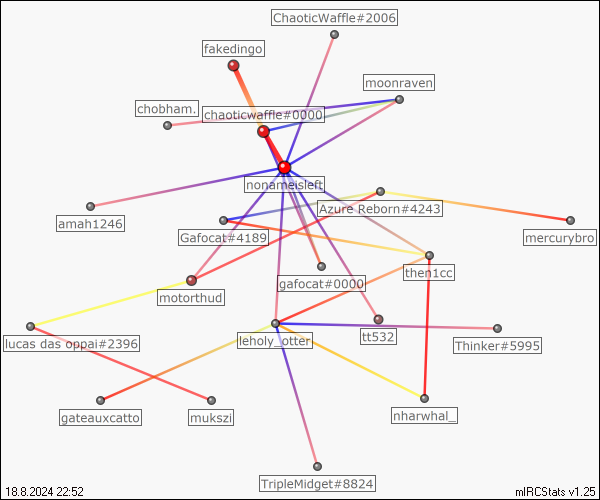 ChaoticWaffle#2006
fakedingo
moonraven
chobham.
chaoticwaffle#0000
nonameisleft
Azure Reborn#4243
amah1246
Gafocat#4189
mercurybro
then1cc
gafocat#0000
motorthud
tt532
lucas das oppai#2396
leholy_otter
Thinker#5995
gateauxcatto
mukszi
nharwhal_
TripleMidget#8824
18.8.2024 22:52
mIRCStats v1.25